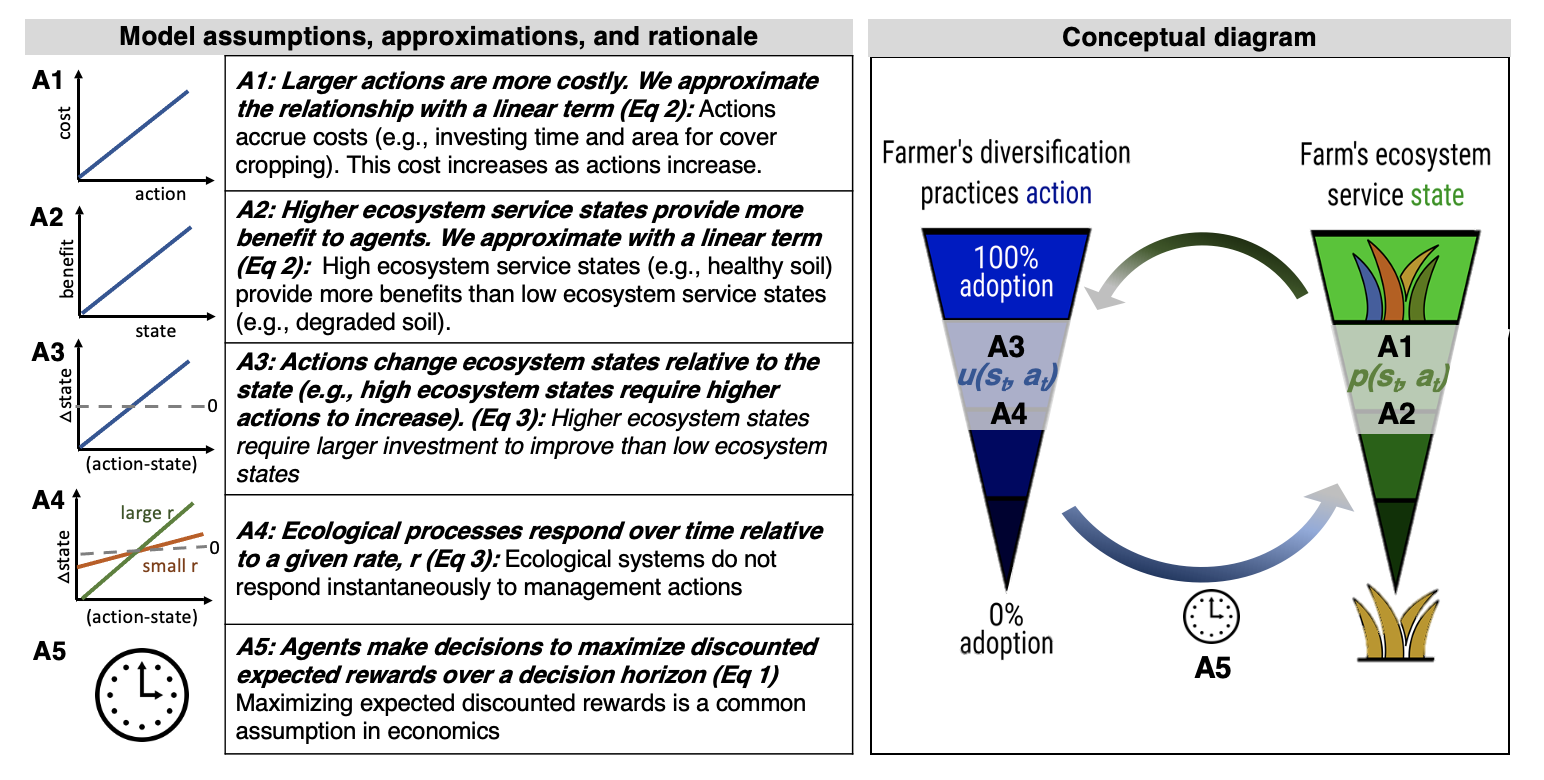 Model assumptions, approximations, and rationale
A1
cost
action
A1: Larger actions are more costly. We approximate
the relationship with a linear term (Eq 2): Actions
accrue costs (e.g., investing time and area for cover
cropping). This cost increases as actions increase.
A2
benefit
state
A2: Higher ecosystem service states provide more
benefit to agents. We approximate with a linear term
(Eq 2): High ecosystem service states (e.g., healthy soil)
provide more benefits than low ecosystem service states
(e.g., degraded soil).
A3
Δstate
0
(action-state)
A3: Actions change ecosystem states relative to the
state (e.g., high ecosystem states require higher
actions to increase). (Eq 3): Higher ecosystem states
require larger investment to improve than low ecosystem
states
A4
large r
Δstate
0
small r
(action-state)
A4: Ecological processes respond over time relative
to a given rate, r (Eq 3): Ecological systems do not
respond instantaneously to management actions
A5
A5: Agents make decisions to maximize discounted
expected rewards over a decision horizon (Eq 1)
Maximizing expected discounted rewards is a common
assumption in economics
Conceptual diagram
Farmer's diversification
practices action
100%
adoption
A3
u(sₜ, aₜ)
A4
0%
adoption
Farm's ecosystem
service state
A1
p(sₜ, aₜ)
A2
A5